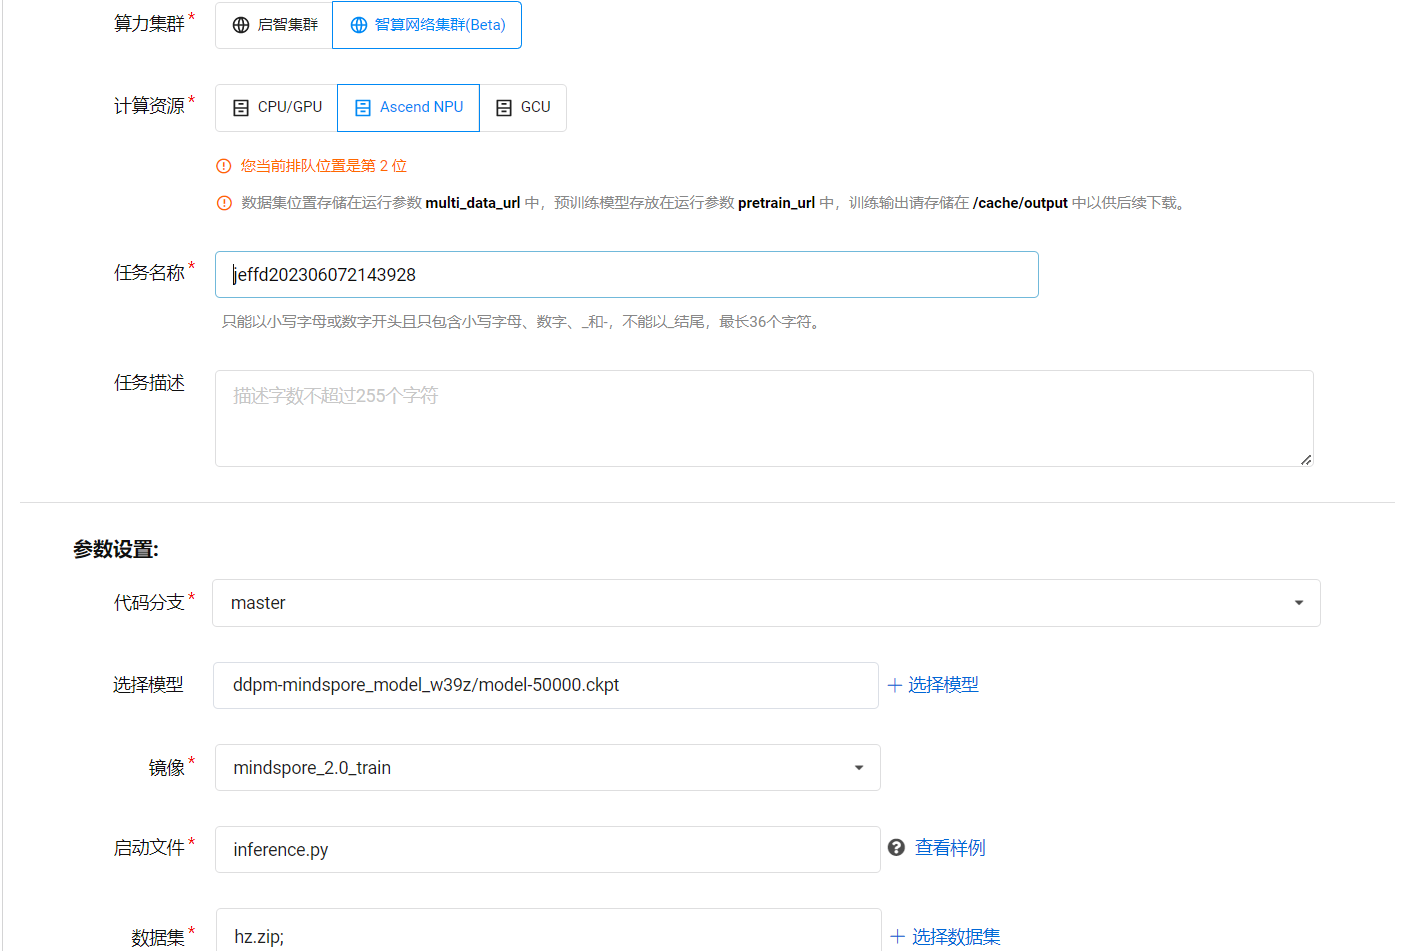 算力集群* 启智集群 智算网络集群(Beta)
计算资源* CPU/GPU Ascend NPU GCU
您当前排队位置是第 2 位
数据集位置存储在运行参数 multi_data_url 中，预训练模型存放在运行参数 pretrain_url 中，训练输出请存储在 /cache/output 中以供后续下载。
任务名称* jeffd202306072143928
只能以小写字母或数字开头且只包含小写字母、数字、_和-，不能以_结尾，最长36个字符。
任务描述 描述字数不超过255个字符
参数设置:
代码分支* master
选择模型 ddpm-mindspore_model_w39z/model-50000.ckpt + 选择模型
镜像* mindspore_2.0_train
启动文件* inference.py 查看样例
数据集* hz.zip; + 选择数据集